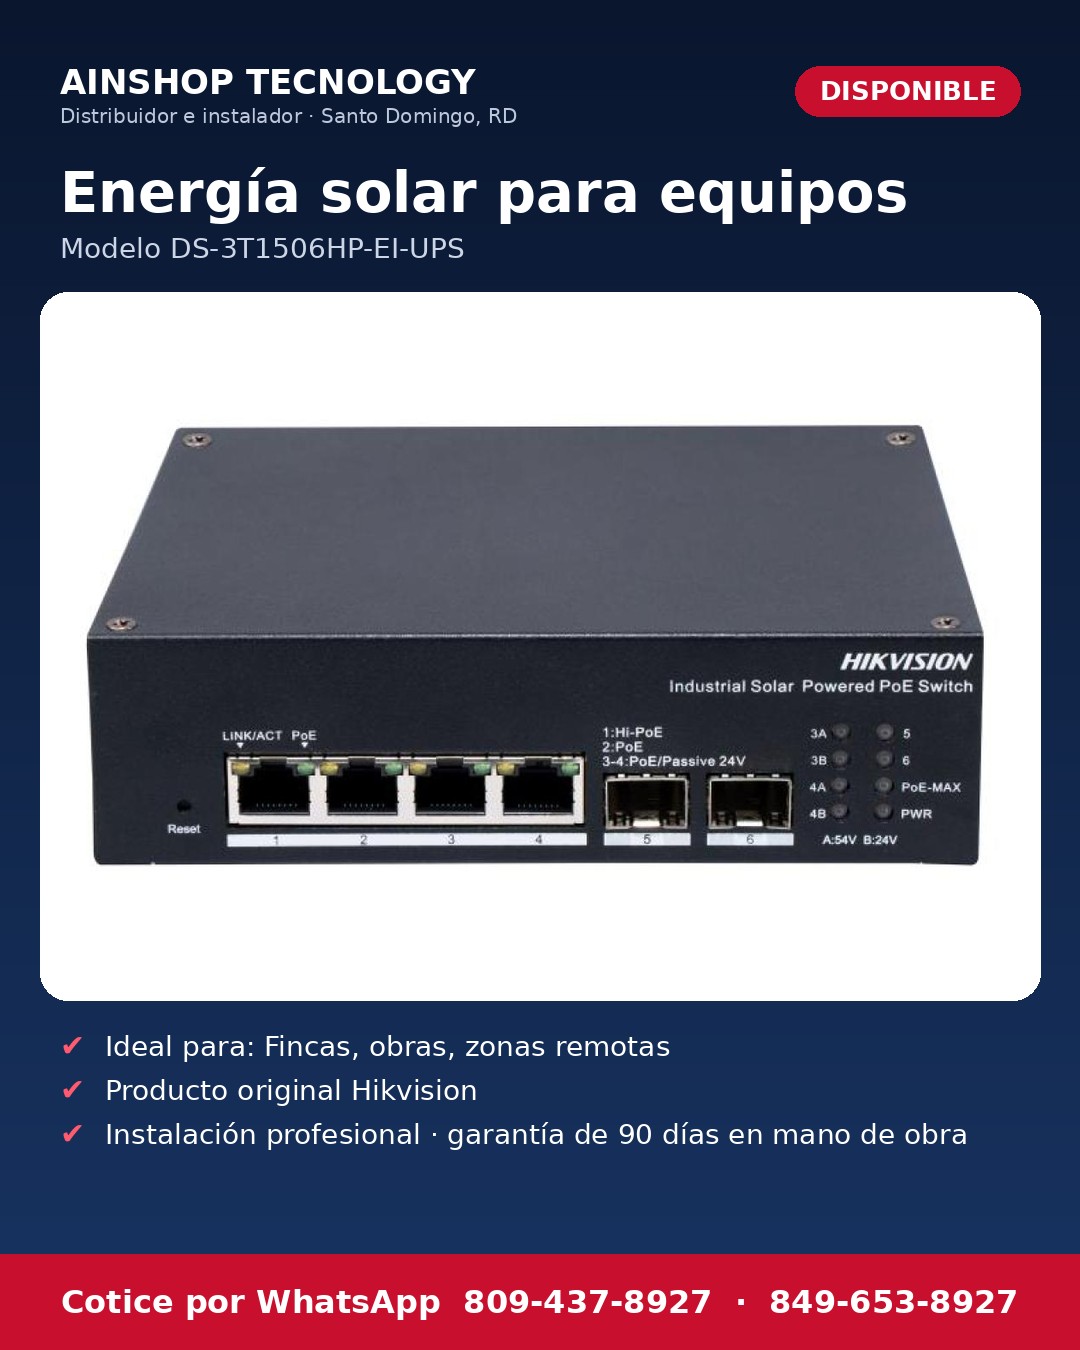 AINSHOP TECNOLOGY
DISPONIBLE
Distribuidor e instalador · Santo Domingo, RD
Energía solar para equipos
Modelo DS-3T1506HP-EI-UPS
HIKVISION
Industrial Solar Powered PoE Switch
LINK/ACT PoE
1:Hi-PoE
2:PoE
3-4:PoE/Passive 24V
3A 5
3B 6
4A PoE-MAX
4B PWR
A:54V B:24V
Reset
1 2 3 4 5 6
✔ Ideal para: Fincas, obras, zonas remotas
✔ Producto original Hikvision
✔ Instalación profesional · garantía de 90 días en mano de obra
Cotice por WhatsApp 809-437-8927 · 849-653-8927